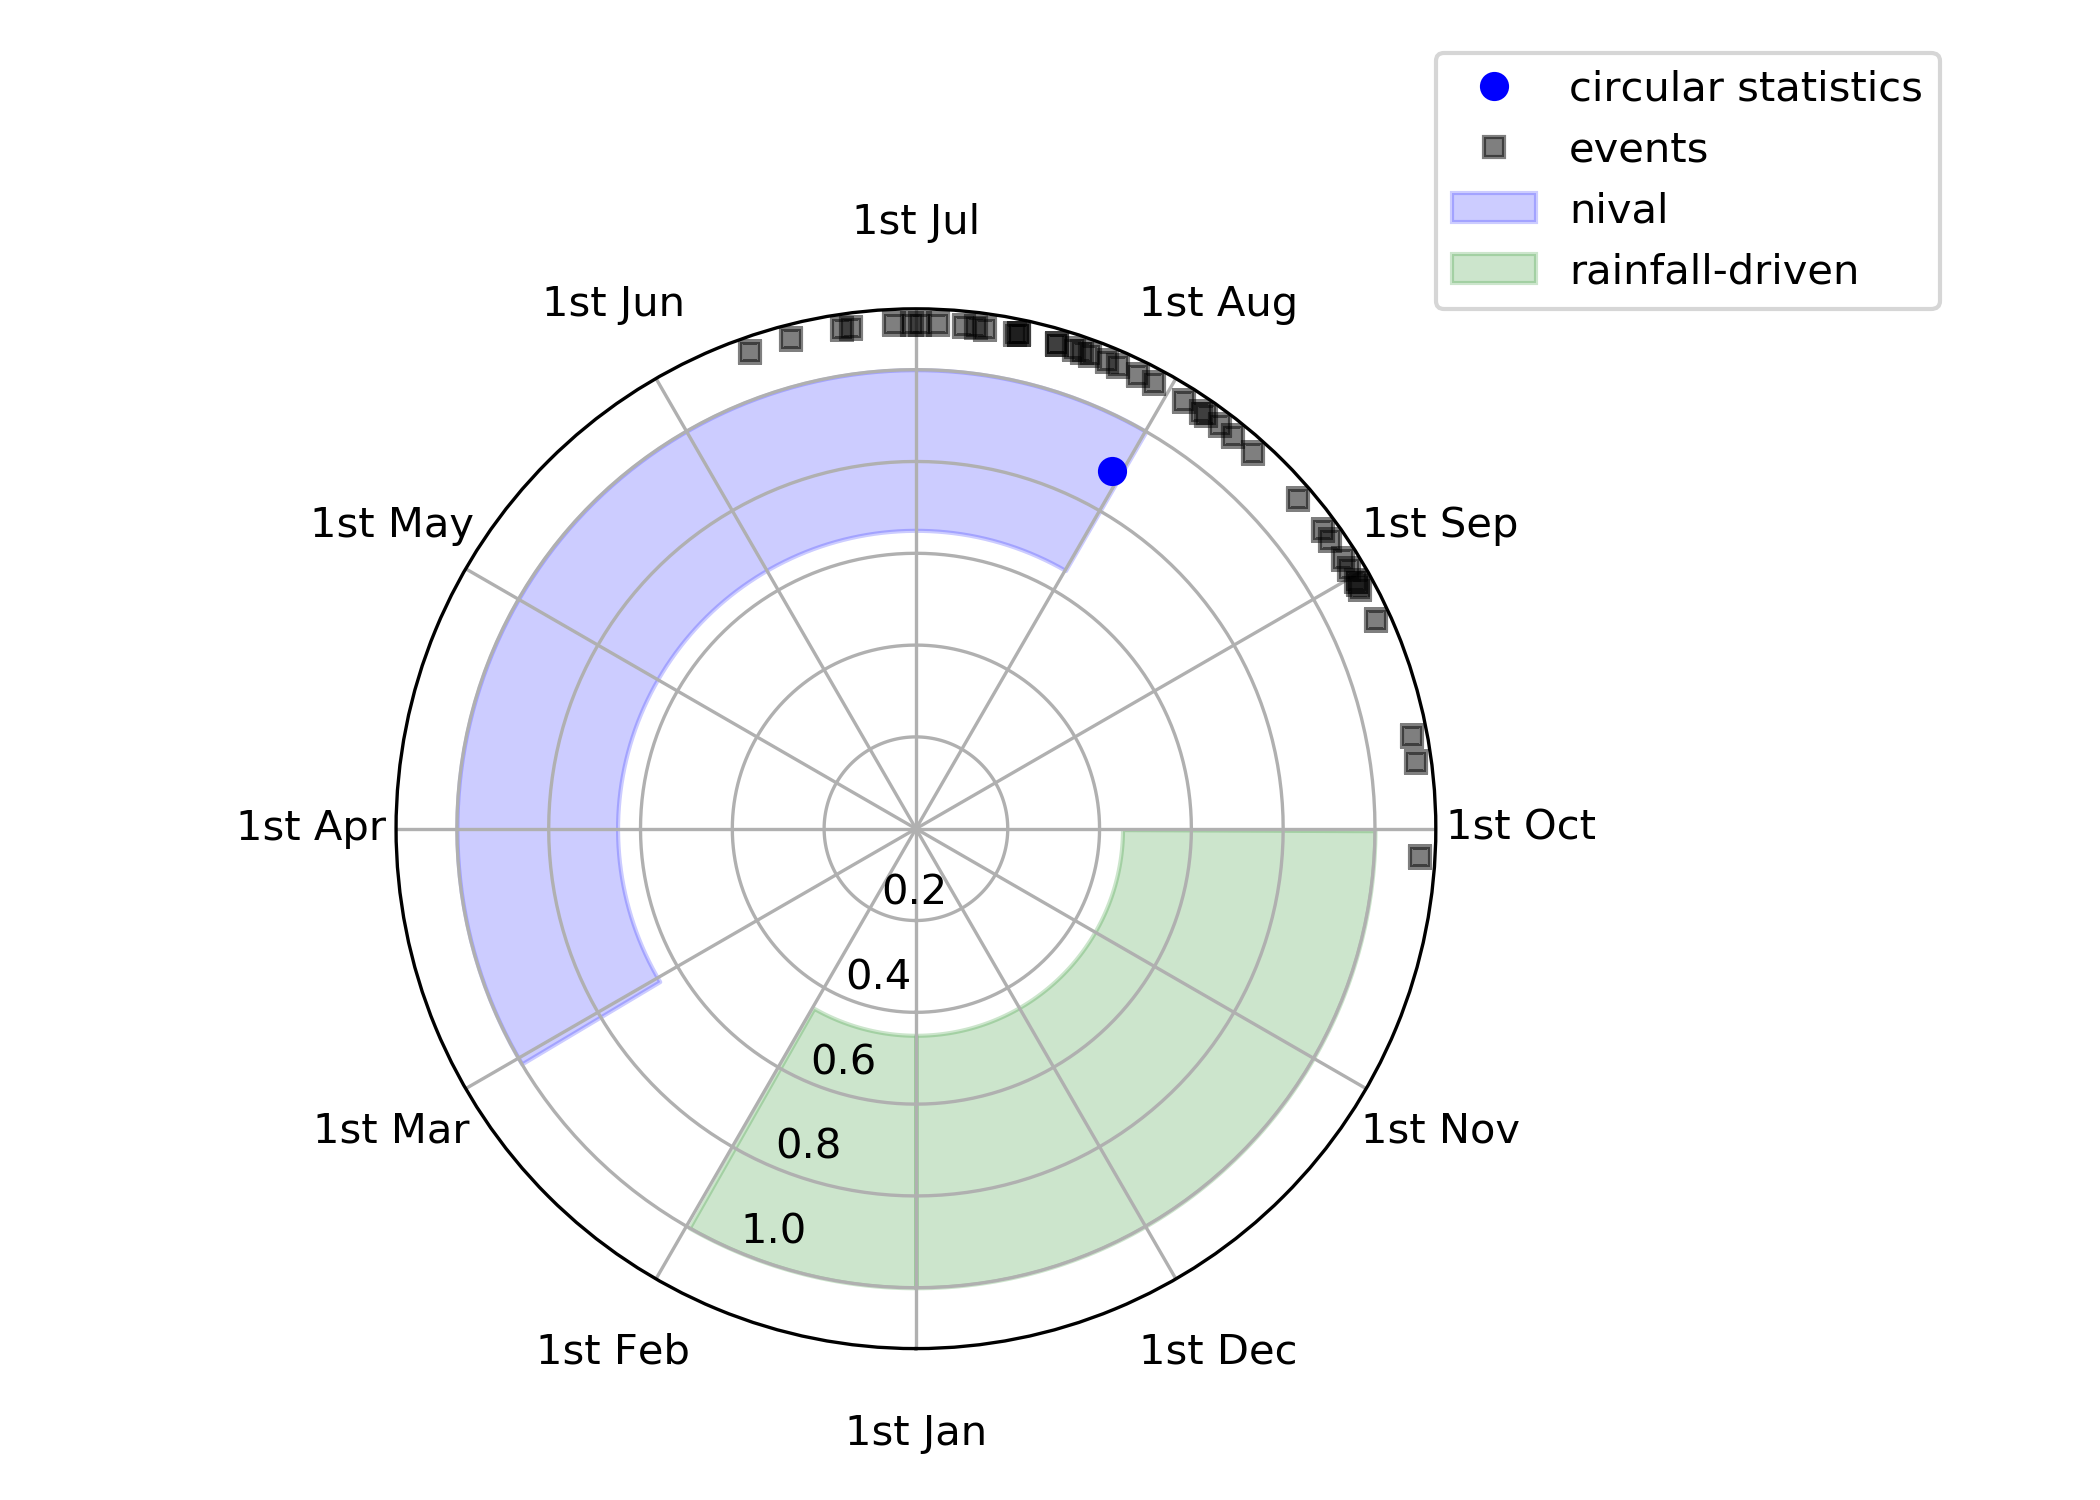 circular statistics
events
nival
rainfall-driven
1st Jul
1st Jun
1st Aug
1st May
1st Sep
1st Apr
1st Oct
0.2
0.4
0.6
1st Mar
1st Nov
0.8
1.0
1st Feb
1st Dec
1st Jan